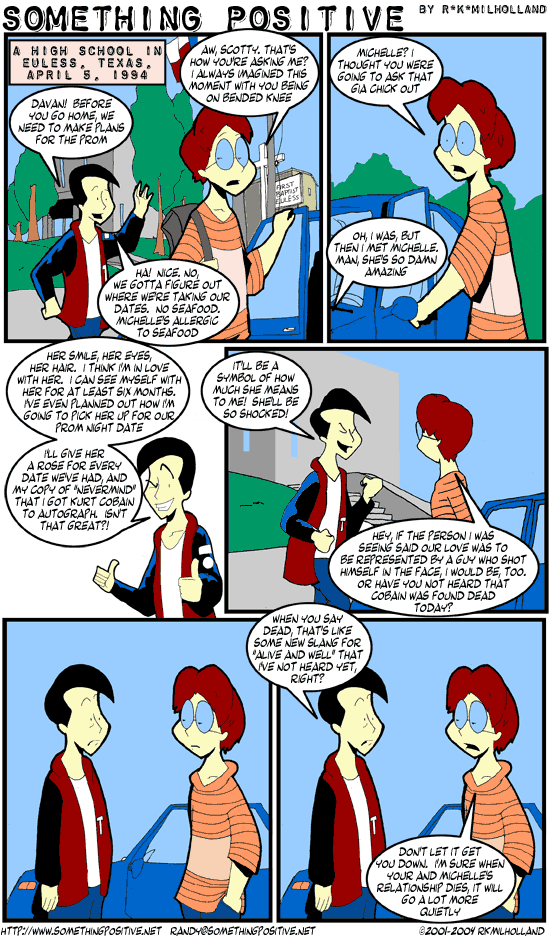 SOMETHING POSITIVE
BY R*K*MILHOLLAND
A HIGH SCHOOL IN
EULESS, TEXAS,
APRIL 5, 1994
DAVAN! BEFORE
YOU GO HOME, WE
NEED TO MAKE PLANS
FOR THE PROM
AW, SCOTTY. THAT'S
HOW YOU'RE ASKING ME?
I ALWAYS IMAGINED THIS
MOMENT WITH YOU BEING
ON BENDED KNEE
FIRST
BAPTIST
EULESS
HA! NICE. NO,
WE GOTTA FIGURE OUT
WHERE WE'RE TAKING OUR
DATES. NO SEAFOOD.
MICHELLE'S ALLERGIC
TO SEAFOOD
MICHELLE? I
THOUGHT YOU WERE
GOING TO ASK THAT
GIA CHICK OUT
OH, I WAS, BUT
THEN I MET MICHELLE.
MAN, SHE'S SO DAMN
AMAZING
HER SMILE, HER EYES,
HER HAIR. I THINK I'M IN LOVE
WITH HER. I CAN SEE MYSELF WITH
HER FOR AT LEAST SIX MONTHS.
I'VE EVEN PLANNED OUT HOW I'M
GOING TO PICK HER UP FOR OUR
PROM NIGHT DATE
I'LL GIVE HER
A ROSE FOR EVERY
DATE WE'VE HAD, AND
MY COPY OF "NEVERMIND"
THAT I GOT KURT COBAIN
TO AUTOGRAPH. ISN'T
THAT GREAT?!
IT'LL BE A
SYMBOL OF HOW
MUCH SHE MEANS
TO ME! SHE'LL BE
SO SHOCKED!
HEY, IF THE PERSON I WAS
SEEING SAID OUR LOVE WAS TO
BE REPRESENTED BY A GUY WHO SHOT
HIMSELF IN THE FACE, I WOULD BE, TOO.
OR HAVE YOU NOT HEARD THAT
COBAIN WAS FOUND DEAD
TODAY?
T
WHEN YOU SAY
DEAD, THAT'S LIKE
SOME NEW SLANG FOR
"ALIVE AND WELL" THAT
I'VE NOT HEARD YET,
RIGHT?
T
DON'T LET IT GET
YOU DOWN. I'M SURE WHEN
YOUR AND MICHELLE'S
RELATIONSHIP DIES, IT WILL
GO A LOT MORE
QUIETLY
HTTP://WWW.SOMETHINGPOSITIVE.NET RANDY@SOMETHINGPOSITIVE.NET ©2001-2004 RKMILHOLLAND